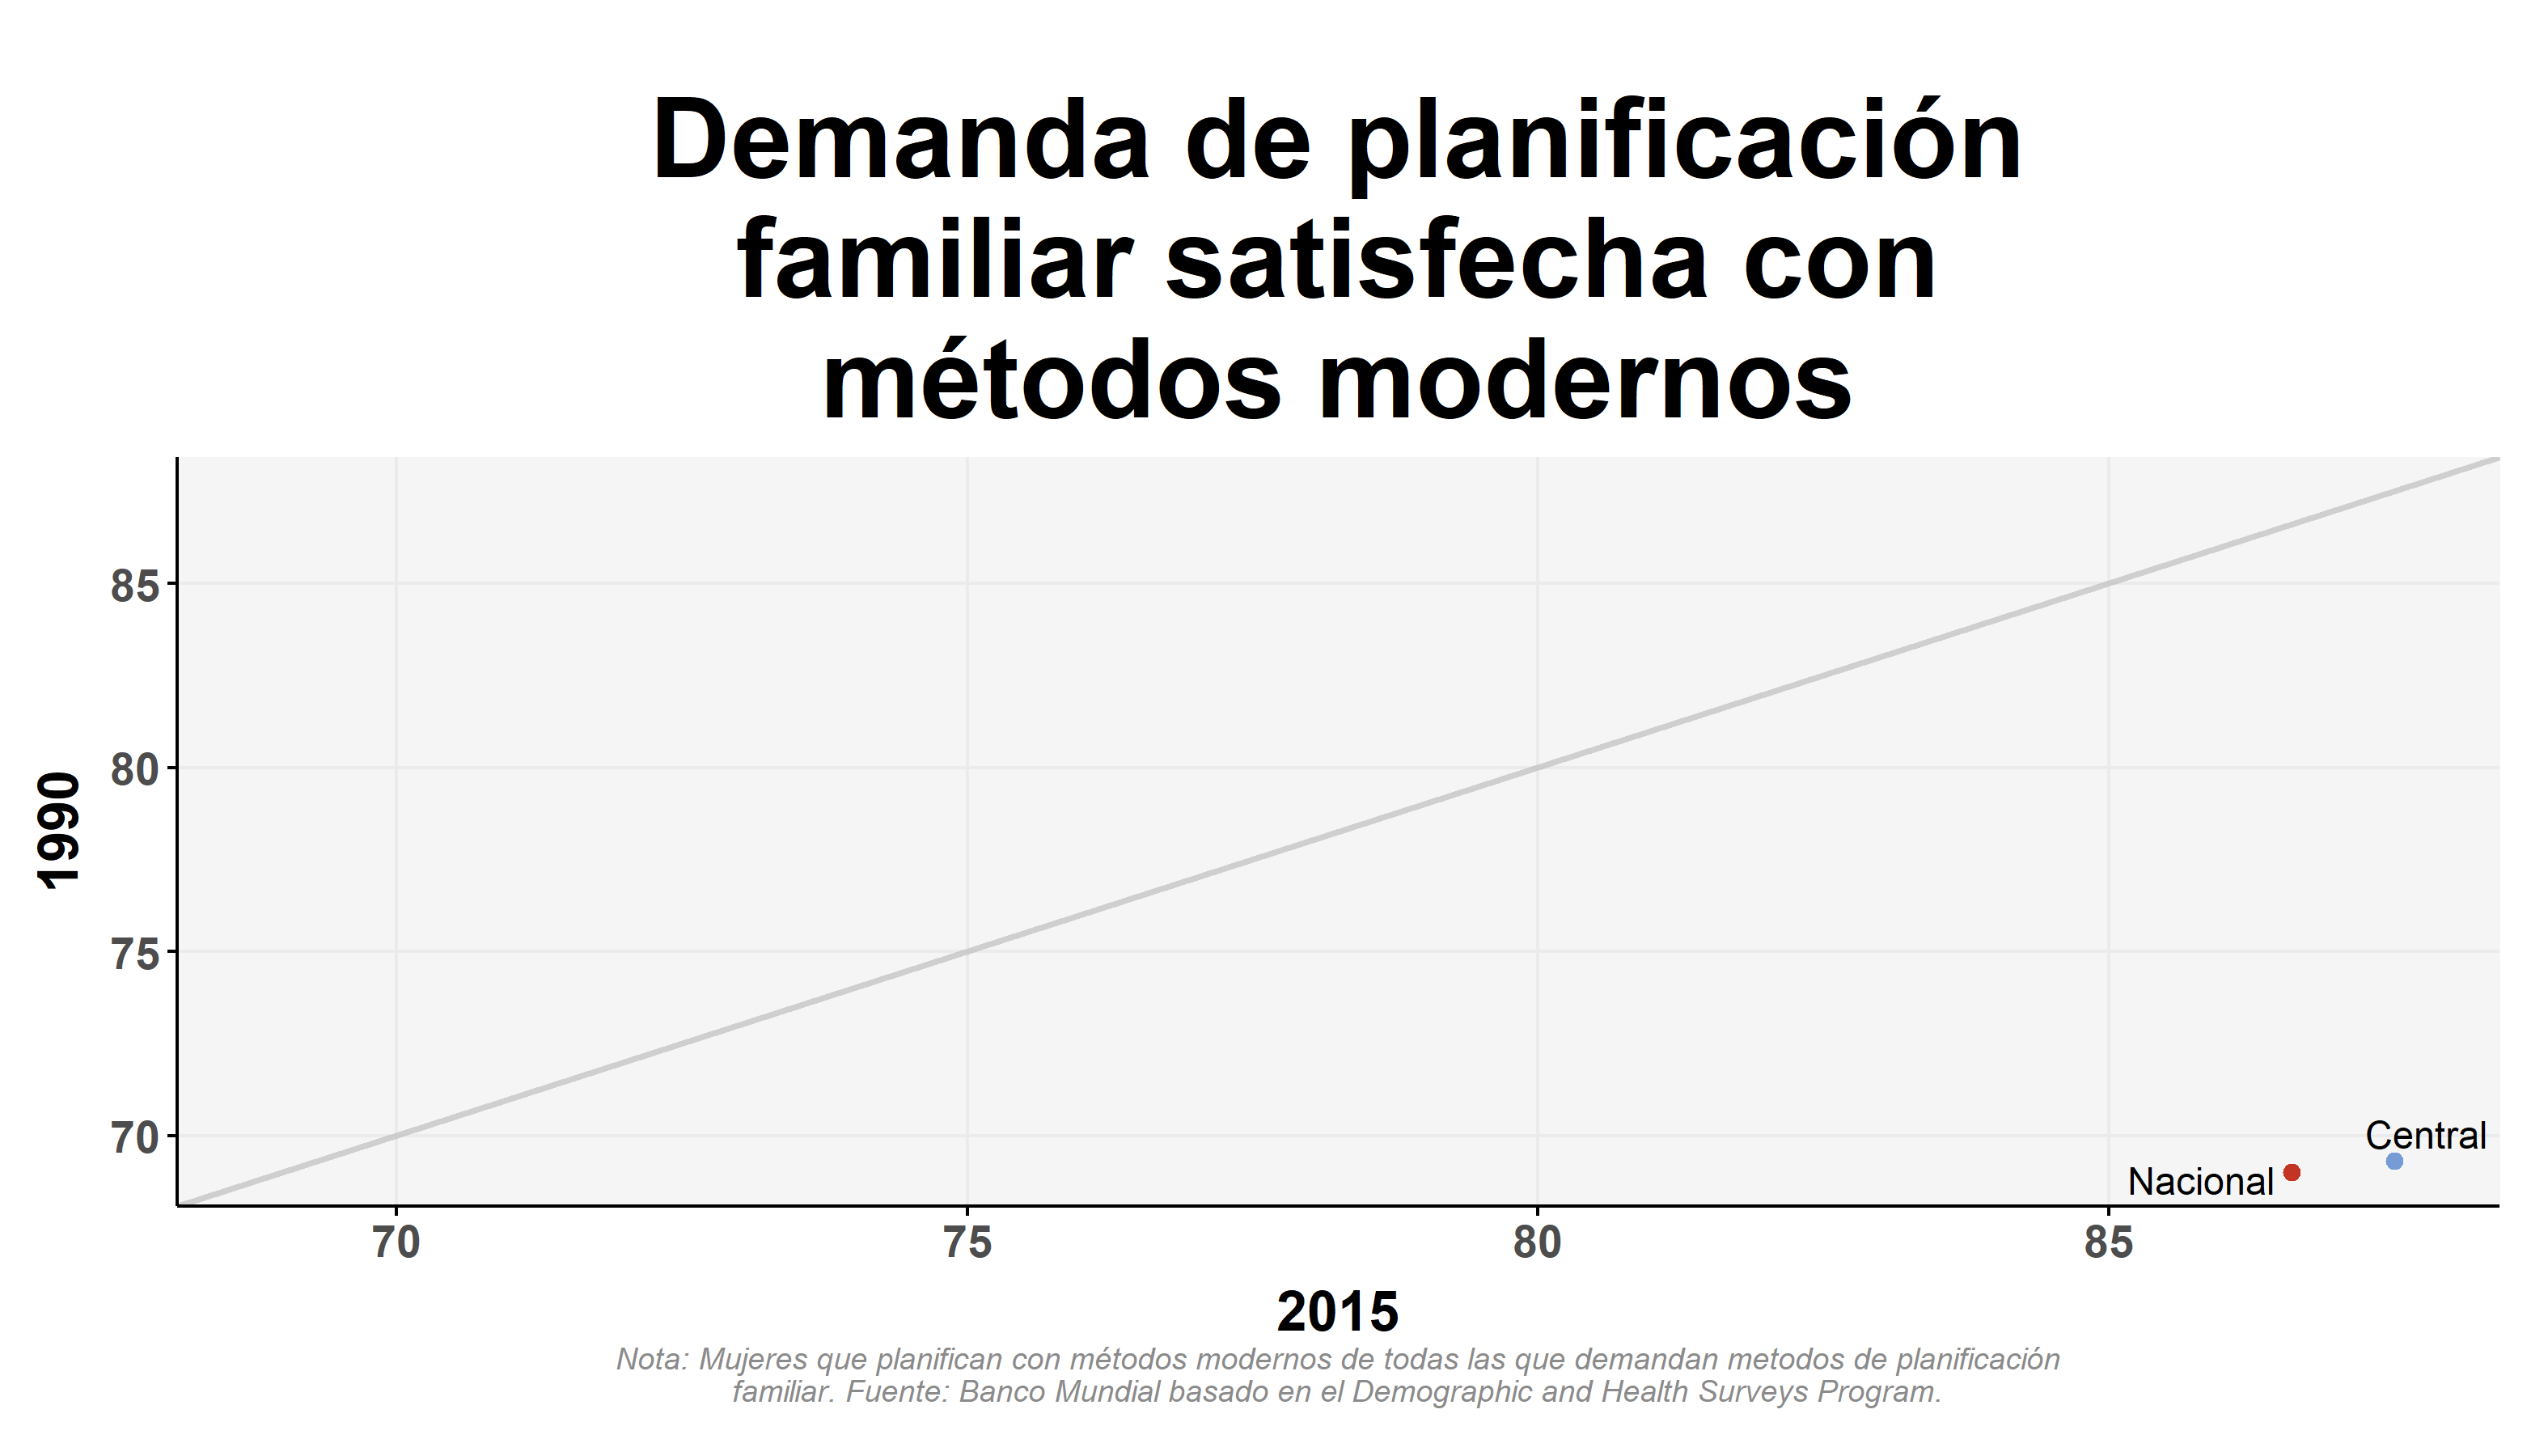 Demanda de planificación
familiar satisfecha con
métodos modernos
85
80
75
70
1990
Central
Nacional
70
75
80
85
2015
Nota: Mujeres que planifican con métodos modernos de todas las que demandan metodos de planificación
familiar. Fuente: Banco Mundial basado en el Demographic and Health Surveys Program.